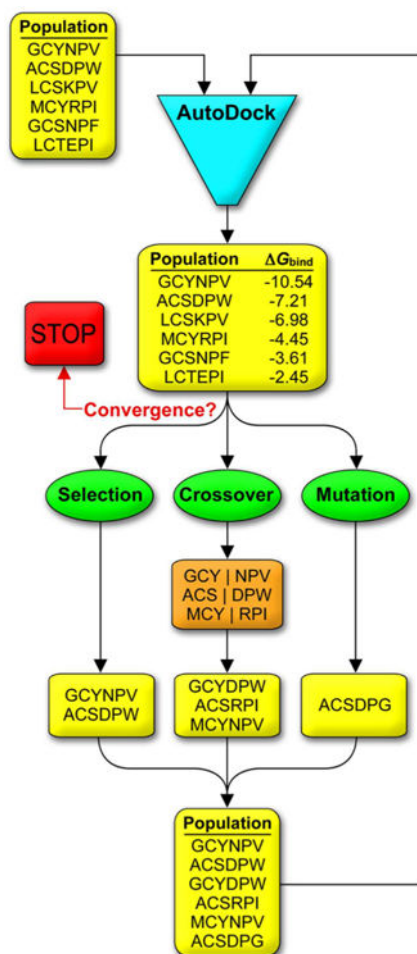 Population
GCYNPV
ACSDPW
LCSKPV
MCYRPI
GCSNPF
LCTEPI
AutoDock
Population ΔGbind
GCYNPV -10.54
ACSDPW -7.21
LCSKPV -6.98
MCYRPI -4.45
GCSNPF -3.61
LCTEPI -2.45
STOP
Convergence?
Selection Crossover Mutation
GCY | NPV
ACS | DPW
MCY | RPI
GCYNPV
ACSDPW
GCYDPW
ACSRPI
MCYNPV
ACSDPG
Population
GCYNPV
ACSDPW
GCYDPW
ACSRPI
MCYNPV
ACSDPG